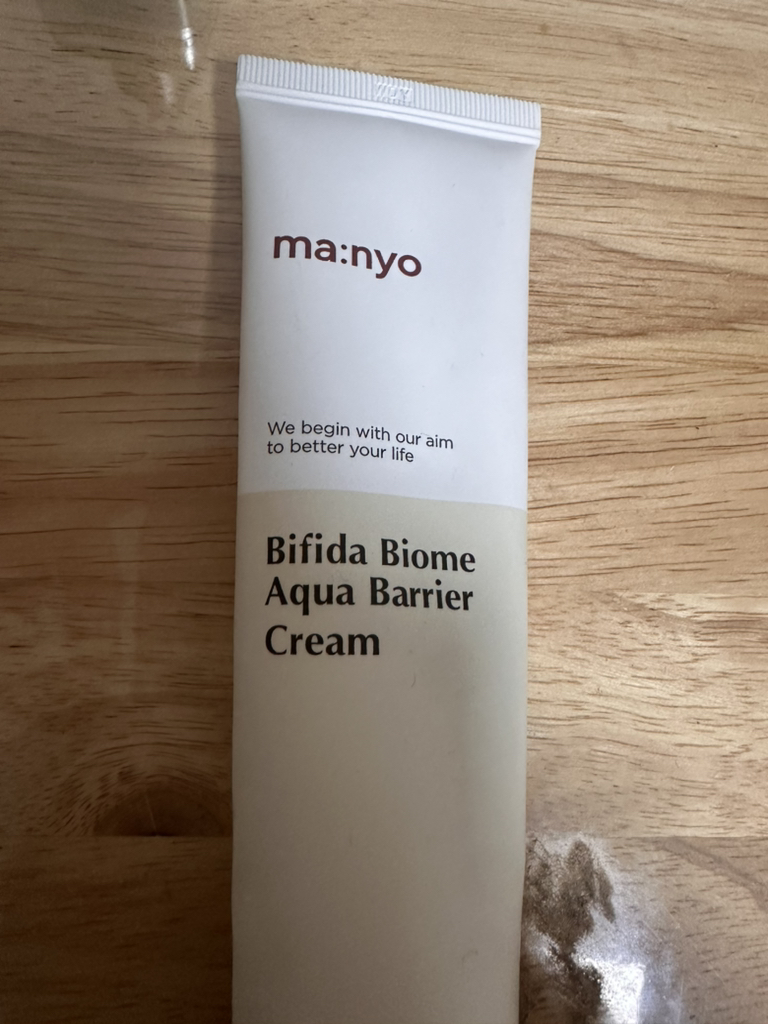 ma:nyo
We begin with our aim
to better your life
Bifida Biome
Aqua Barrier
Cream